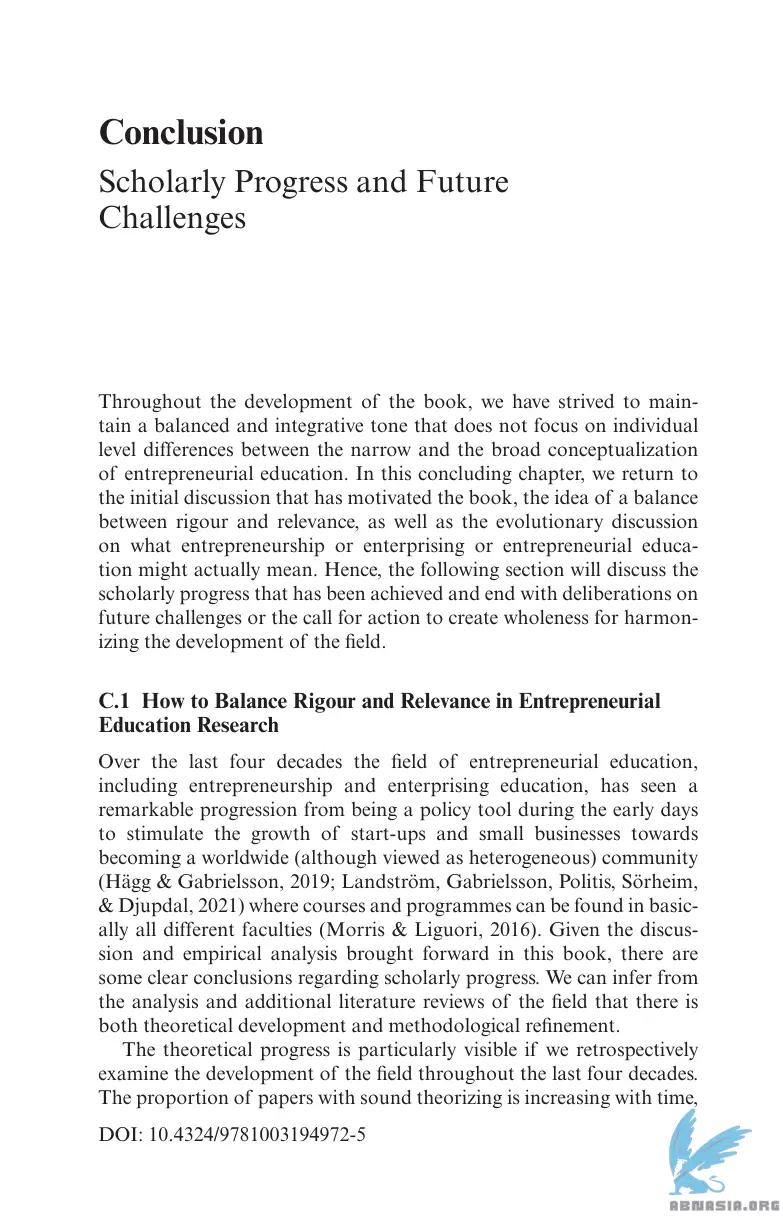 Conclusion
Scholarly Progress and Future
Challenges
Throughout the development of the book, we have strived to main-
tain a balanced and integrative tone that does not focus on individual
level differences between the narrow and the broad conceptualization
of entrepreneurial education. In this concluding chapter, we return to
the initial discussion that has motivated the book, the idea of a balance
between rigour and relevance, as well as the evolutionary discussion
on what entrepreneurship or enterprising or entrepreneurial educa-
tion might actually mean. Hence, the following section will discuss the
scholarly progress that has been achieved and end with deliberations on
future challenges or the call for action to create wholeness for harmon-
izing the development of the field.
C.1 How to Balance Rigour and Relevance in Entrepreneurial
Education Research
Over the last four decades the field of entrepreneurial education,
including entrepreneurship and enterprising education, has seen a
remarkable progression from being a policy tool during the early days
to stimulate the growth of start-ups and small businesses towards
becoming a worldwide (although viewed as heterogeneous) community
(Hägg & Gabrielsson, 2019; Landström, Gabrielsson, Politis, Sörheim,
& Djupdal, 2021) where courses and programmes can be found in basic-
ally all different faculties (Morris & Liguori, 2016). Given the discus-
sion and empirical analysis brought forward in this book, there are
some clear conclusions regarding scholarly progress. We can infer from
the analysis and additional literature reviews of the field that there is
both theoretical development and methodological refinement.
The theoretical progress is particularly visible if we retrospectively
examine the development of the field throughout the last four decades.
The proportion of papers with sound theorizing is increasing with time,
DOI: 10.4324/9781003194972-5
ABNASIA.ORG